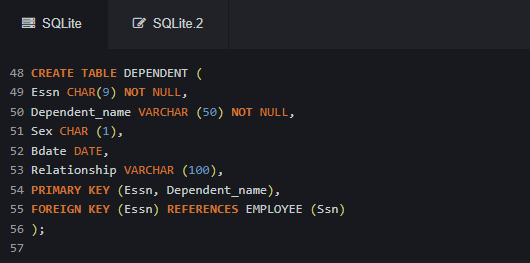 SQLite SQLite.2
48 CREATE TABLE DEPENDENT (
49 Essn CHAR(9) NOT NULL,
50 Dependent_name VARCHAR (50) NOT NULL,
51 Sex CHAR (1),
52 Bdate DATE,
53 Relationship VARCHAR (100),
54 PRIMARY KEY (Essn, Dependent_name),
55 FOREIGN KEY (Essn) REFERENCES EMPLOYEE (Ssn)
56 );
57